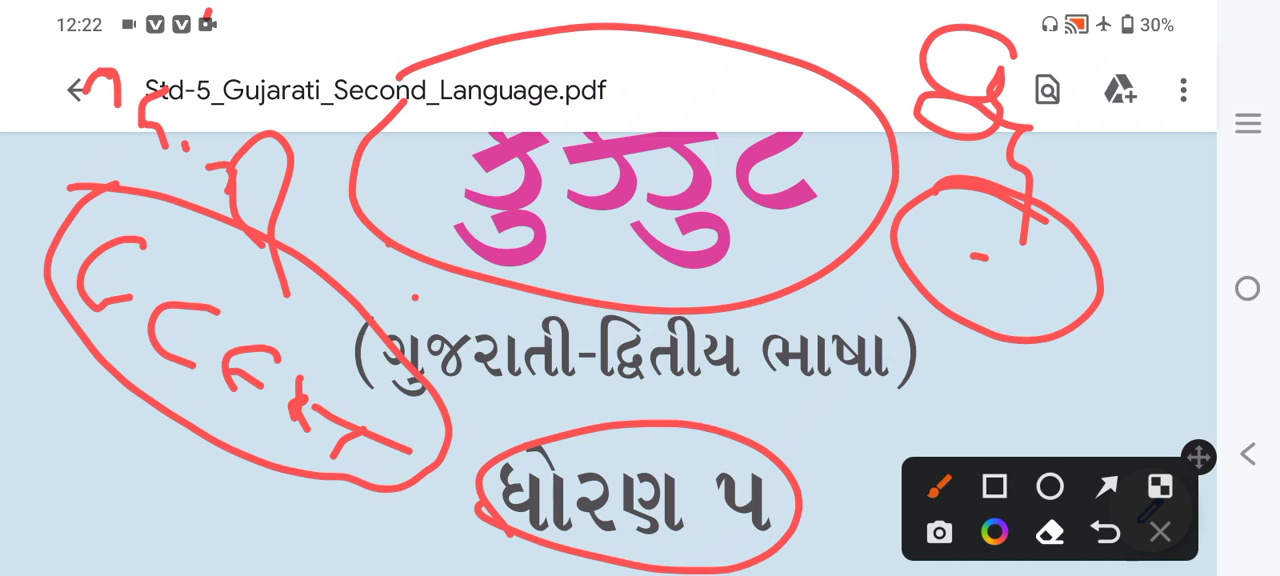 12:22 30%
Std-5_Gujarati_Second_Language.pdf
કુક્કુટ
(ગુજરાતી-દ્વિતીય ભાષા)
ધોરણ ૫